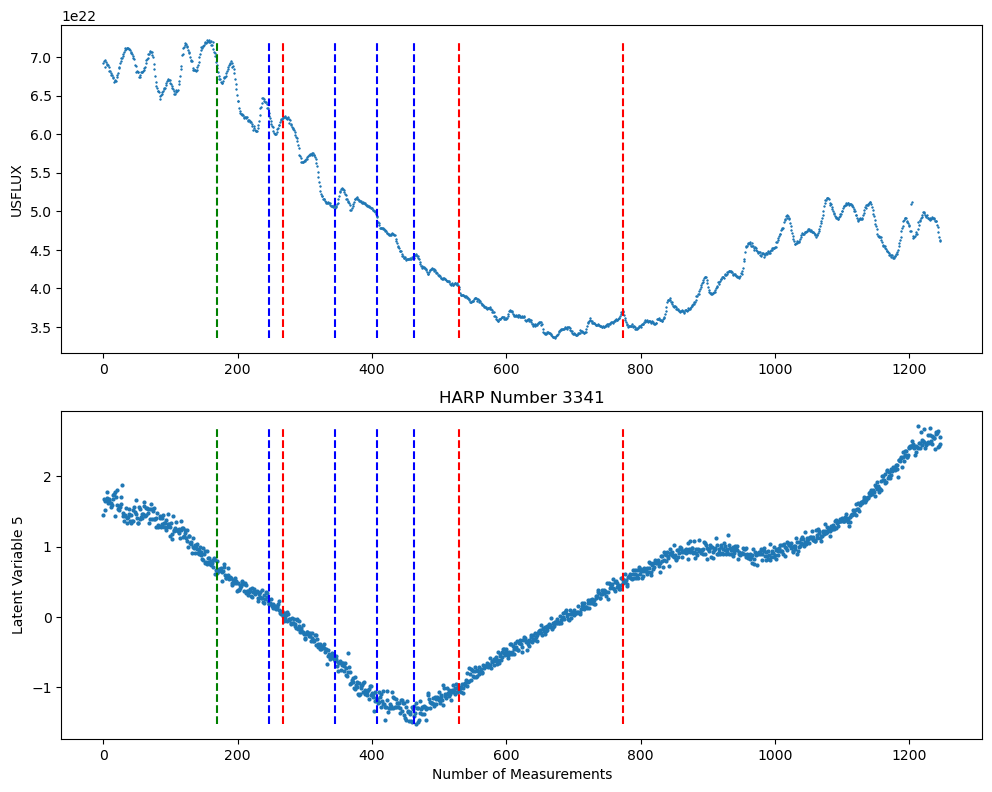 1e22
7.0
6.5
6.0
5.5
5.0
4.5
4.0
3.5
USFLUX
0 200 400 600 800 1000 1200
HARP Number 3341
2
1
0
−1
Latent Variable 5
0 200 400 600 800 1000 1200
Number of Measurements